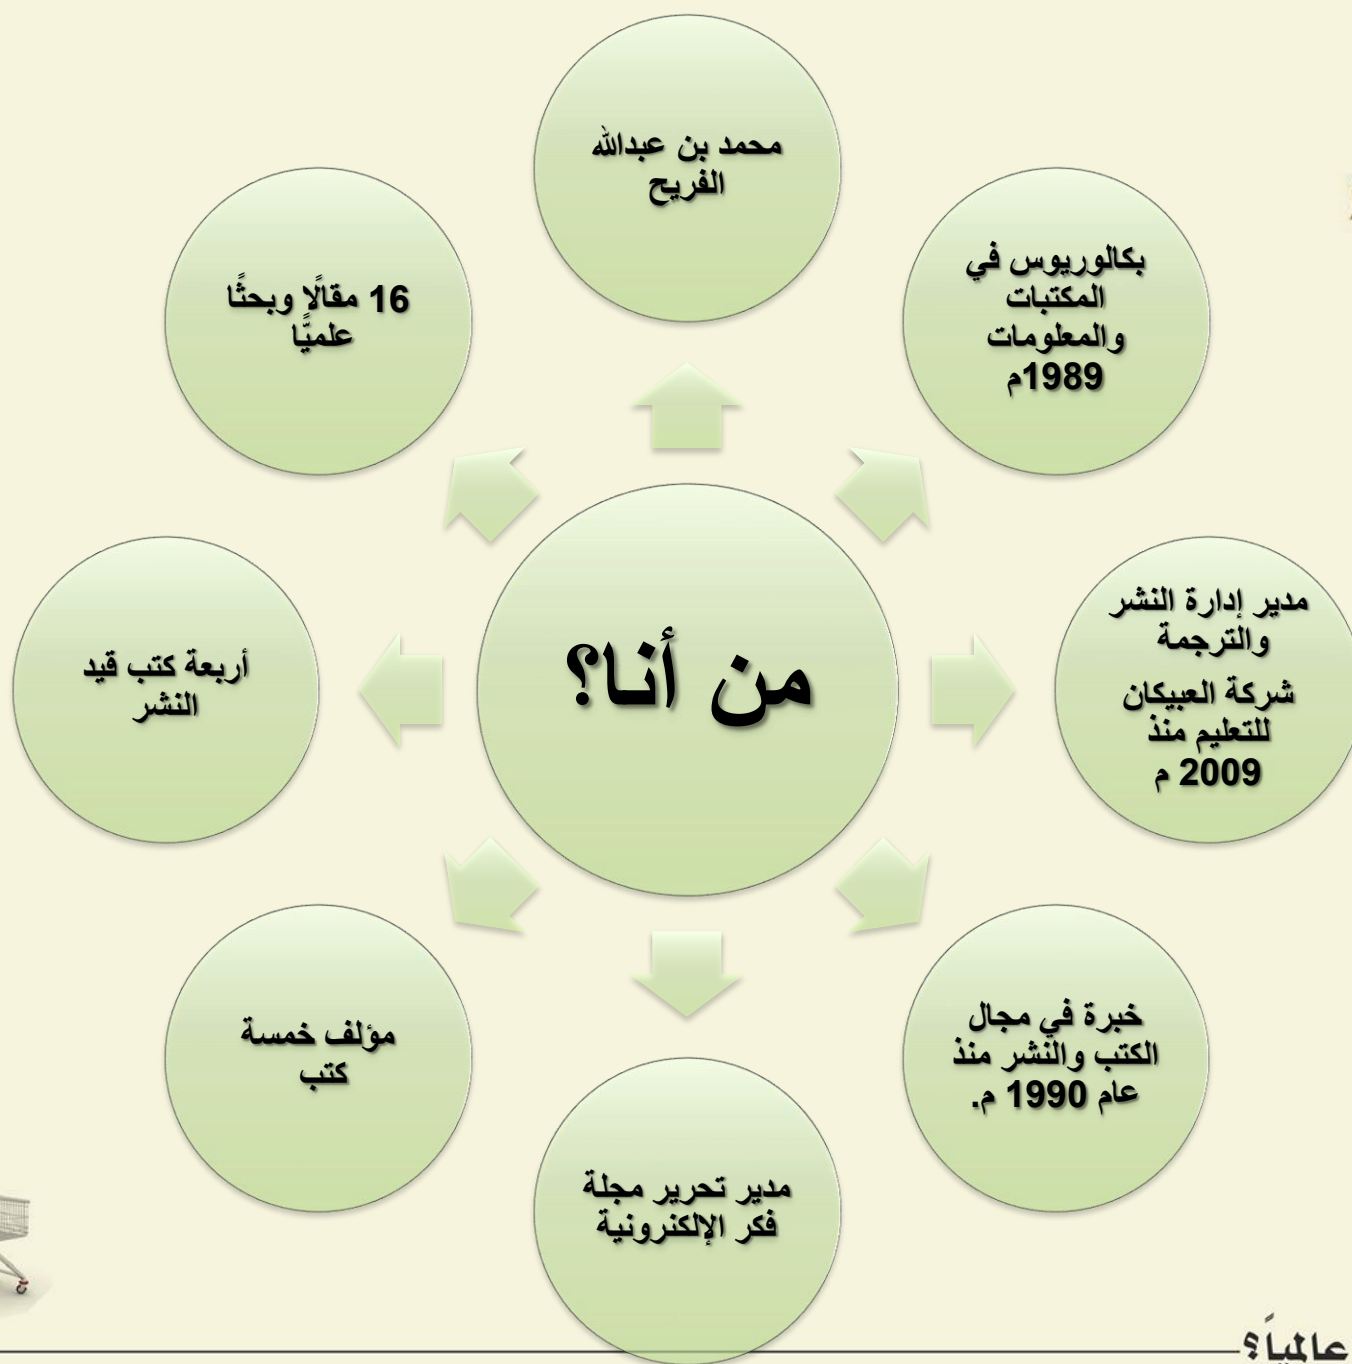 من أنا؟
محمد بن عبدالله
الفريح
بكالوريوس في
المكتبات
والمعلومات
1989م
مدير إدارة النشر
والترجمة
شركة العبيكان
للتعليم منذ
2009 م
خبرة في مجال
الكتب والنشر منذ
عام 1990 م.
مدير تحرير مجلة
فكر الإلكنرونية
مؤلف خمسة
كتب
أربعة كتب قيد
النشر
16 مقالًا وبحثًا
علميًّا
عالمياً؟